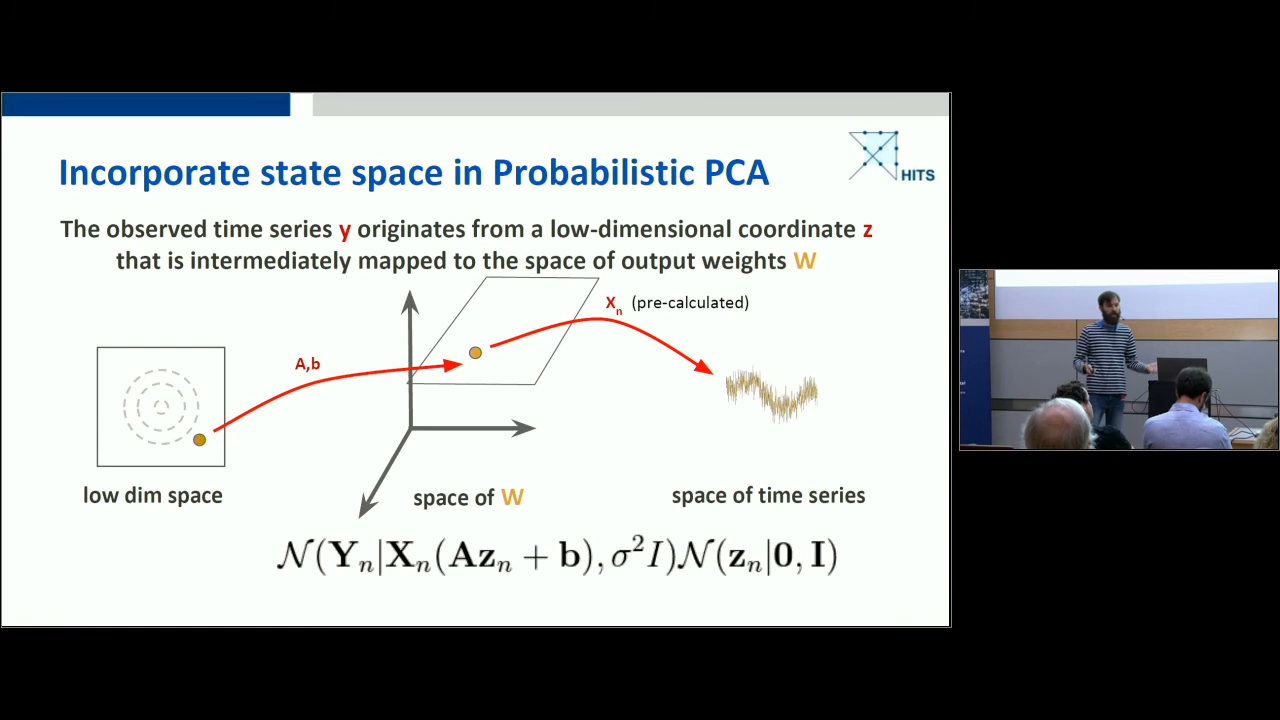 Incorporate state space in Probabilistic PCA
HITS
The observed time series y originates from a low-dimensional coordinate z
that is intermediately mapped to the space of output weights W
X_n (pre-calculated)
A,b
low dim space
space of W
space of time series
𝒩(Y_n|X_n(Az_n + b), σ²I)𝒩(z_n|0, I)